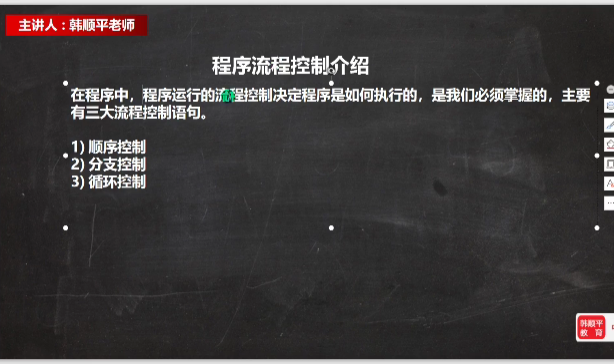 主讲人：韩顺平老师
程序流程控制介绍
在程序中，程序运行的流程控制决定程序是如何执行的，是我们必须掌握的，主要
有三大流程控制语句。
1) 顺序控制
2) 分支控制
3) 循环控制
韩顺平
教育